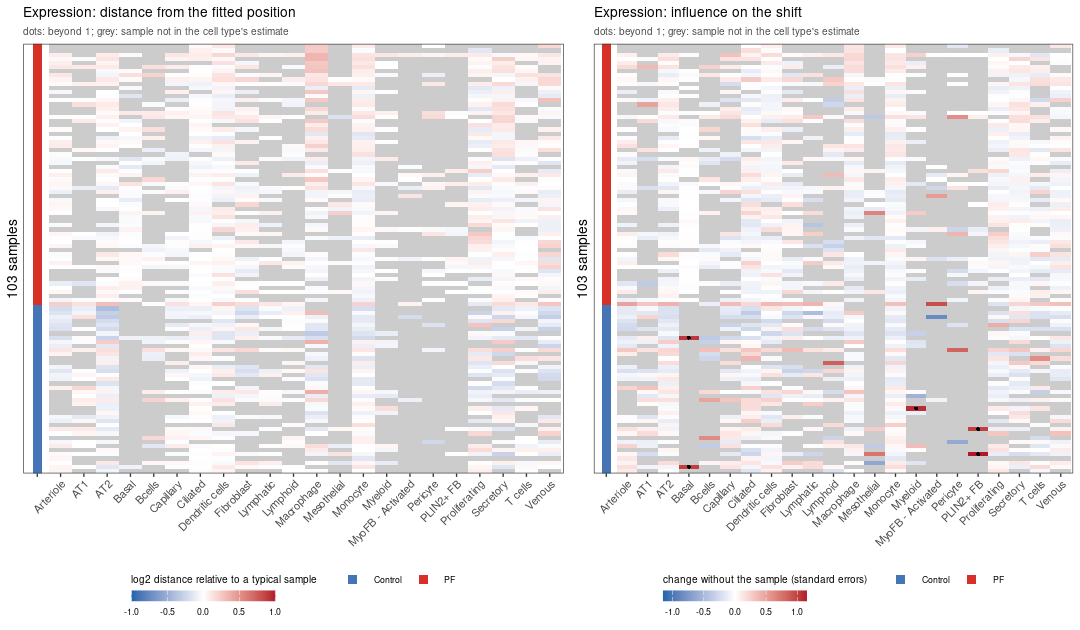 Expression: distance from the fitted position
dots: beyond 1; grey: sample not in the cell type's estimate
103 samples
Arteriole
AT1
AT2
Basal
Bcells
Capillary
Ciliated
Dendritic cells
Fibroblast
Lymphatic
Lymphoid
Macrophage
Mesothelial
Monocyte
Myeloid
MyoFB - Activated
Pericyte
PLIN2+ FB
Proliferating
Secretory
T cells
Venous
log2 distance relative to a typical sample
-1.0 -0.5 0.0 0.5 1.0
Control PF
Expression: influence on the shift
dots: beyond 1; grey: sample not in the cell type's estimate
103 samples
Arteriole
AT1
AT2
Basal
Bcells
Capillary
Ciliated
Dendritic cells
Fibroblast
Lymphatic
Lymphoid
Macrophage
Mesothelial
Monocyte
Myeloid
MyoFB - Activated
Pericyte
PLIN2+ FB
Proliferating
Secretory
T cells
Venous
change without the sample (standard errors)
-1.0 -0.5 0.0 0.5 1.0
Control PF